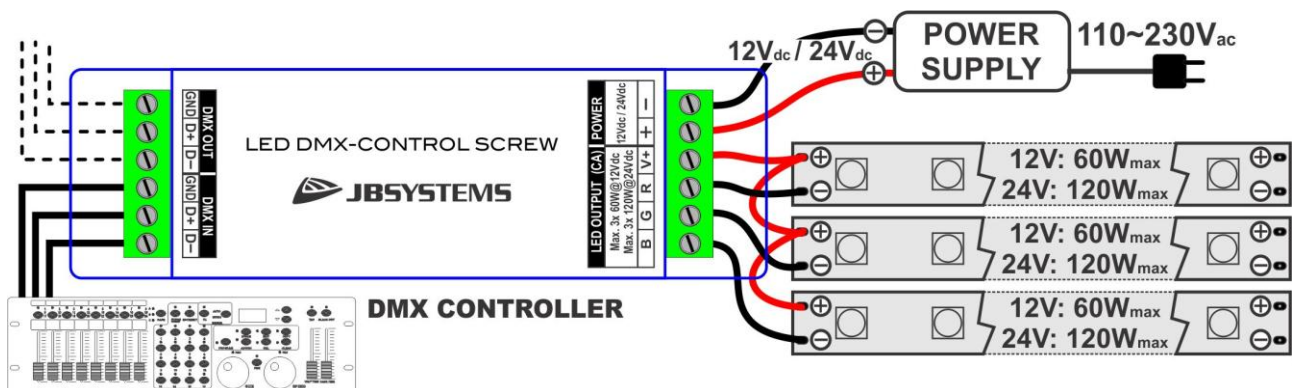 12Vdc / 24Vdc
POWER
SUPPLY
110~230Vac
GND D+ D– GND D+ D–
DMX OUT
DMX IN
LED DMX-CONTROL SCREW
JBSYSTEMS
POWER
12Vdc / 24Vdc
LED OUTPUT (CA)
Max. 3x 60W@12Vdc
Max. 3x 120W@24Vdc
B G R V+ + –
12V: 60Wmax
24V: 120Wmax
12V: 60Wmax
24V: 120Wmax
12V: 60Wmax
24V: 120Wmax
DMX CONTROLLER